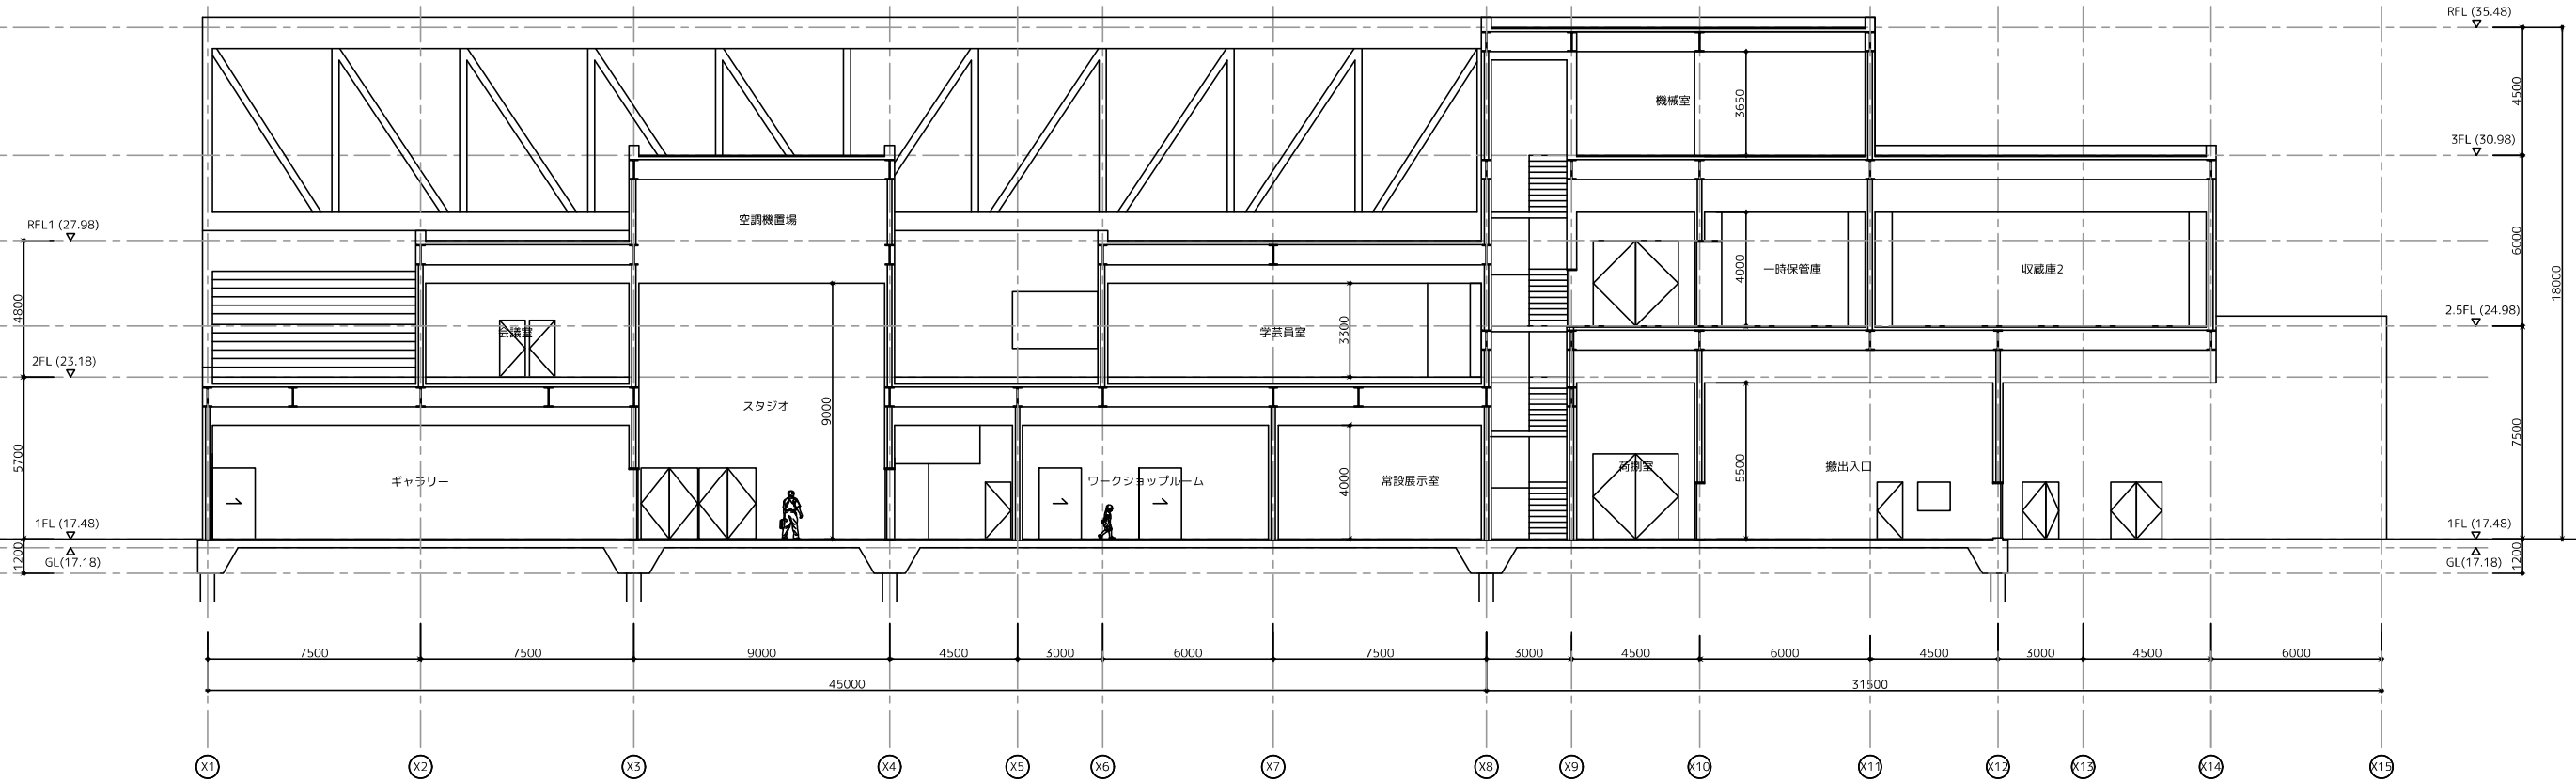 RFL (35.48)
4500
機械室
3650
3FL (30.98)
空調機置場
RFL1 (27.98)
6000
4000
一時保管庫
収蔵庫2
18000
4800
会議室
3300
学芸員室
2.5FL (24.98)
2FL (23.18)
スタジオ
9000
7500
5700
ギャラリー
ワークショップルーム
4000
常設展示室
荷捌室
5500
搬出入口
1FL (17.48)
1FL (17.48)
1200
GL(17.18)
GL(17.18)
1200
7500
7500
9000
4500
3000
6000
7500
3000
4500
6000
4500
3000
4500
6000
45000
31500
X1
X2
X3
X4
X5
X6
X7
X8
X9
X10
X11
X12
X13
X14
X15